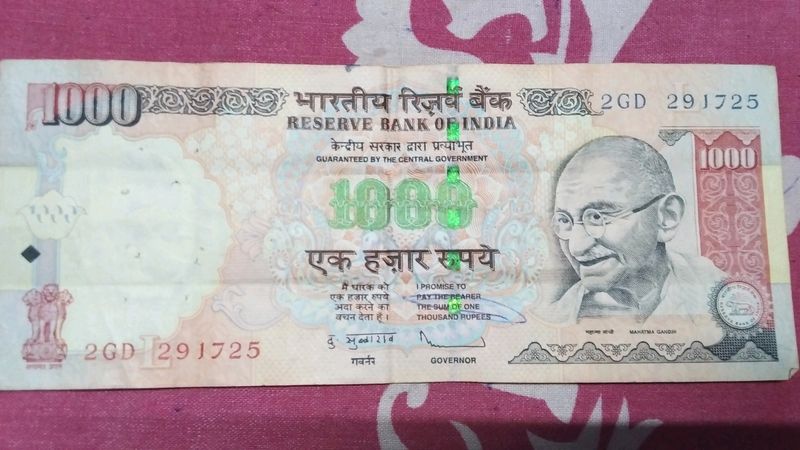 1000
भारतीय रिज़र्व बैंक
RESERVE BANK OF INDIA
2GD 291725
केन्द्रीय सरकार द्वारा प्रत्याभूत
GUARANTEED BY THE CENTRAL GOVERNMENT
1000
1000
1000
एक हज़ार रुपये
मैं धारक को
एक हज़ार रुपये
अदा करने का
वचन देता हूँ।
I PROMISE TO
PAY THE BEARER
THE SUM OF ONE
THOUSAND RUPEES
महात्मा गांधी
MAHATMA GANDHI
2GD 291725
L
दु. सुब्बाराव
गवर्नर
GOVERNOR